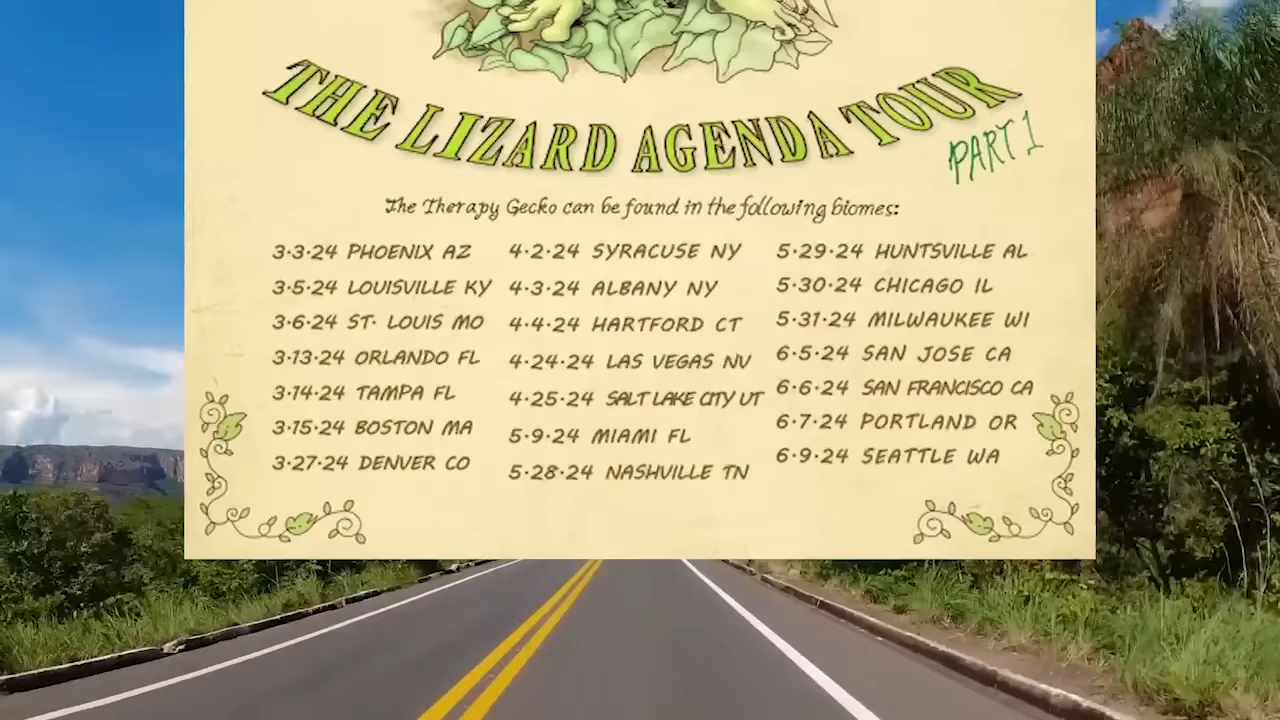 THE LIZARD AGENDA TOUR
PART 1
The Therapy Gecko can be found in the following biomes:
3·3·24 PHOENIX AZ
3·5·24 LOUISVILLE KY
3·6·24 ST. LOUIS MO
3·13·24 ORLANDO FL
3·14·24 TAMPA FL
3·15·24 BOSTON MA
3·27·24 DENVER CO
4·2·24 SYRACUSE NY
4·3·24 ALBANY NY
4·4·24 HARTFORD CT
4·24·24 LAS VEGAS NV
4·25·24 SALT LAKE CITY UT
5·9·24 MIAMI FL
5·28·24 NASHVILLE TN
5·29·24 HUNTSVILLE AL
5·30·24 CHICAGO IL
5·31·24 MILWAUKEE WI
6·5·24 SAN JOSE CA
6·6·24 SAN FRANCISCO CA
6·7·24 PORTLAND OR
6·9·24 SEATTLE WA